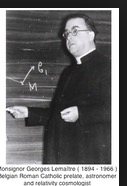 C,
M
Monsignor Georges Lemaître ( 1894 - 1966 )
Belgian Roman Catholic prelate, astronomer
and relativity cosmologist